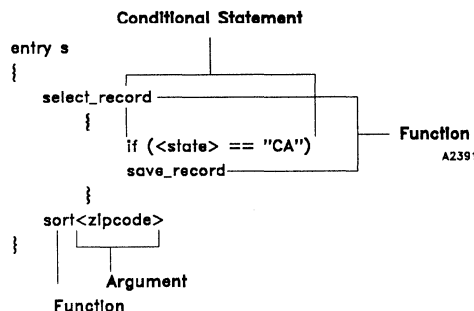 Conditional Statement
entry s
{
select_record
{
if (<state> == "CA")
save_record
Function
A2391
}
sort<zipcode>
}
Argument
Function